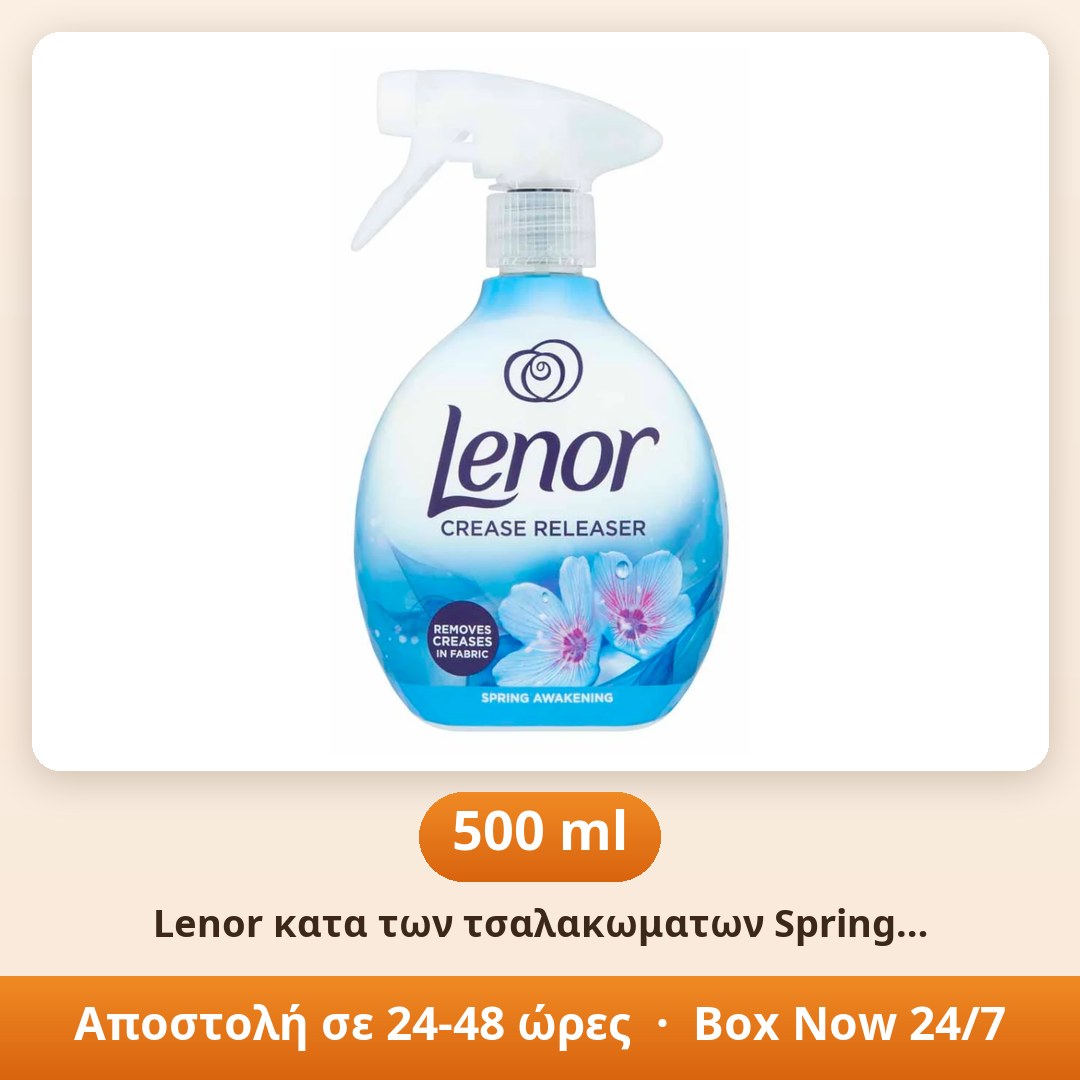 Lenor
CREASE RELEASER
REMOVES
CREASES
IN FABRIC
SPRING AWAKENING
500 ml
Lenor κατα των τσαλακωματων Spring...
Αποστολή σε 24-48 ώρες · Box Now 24/7